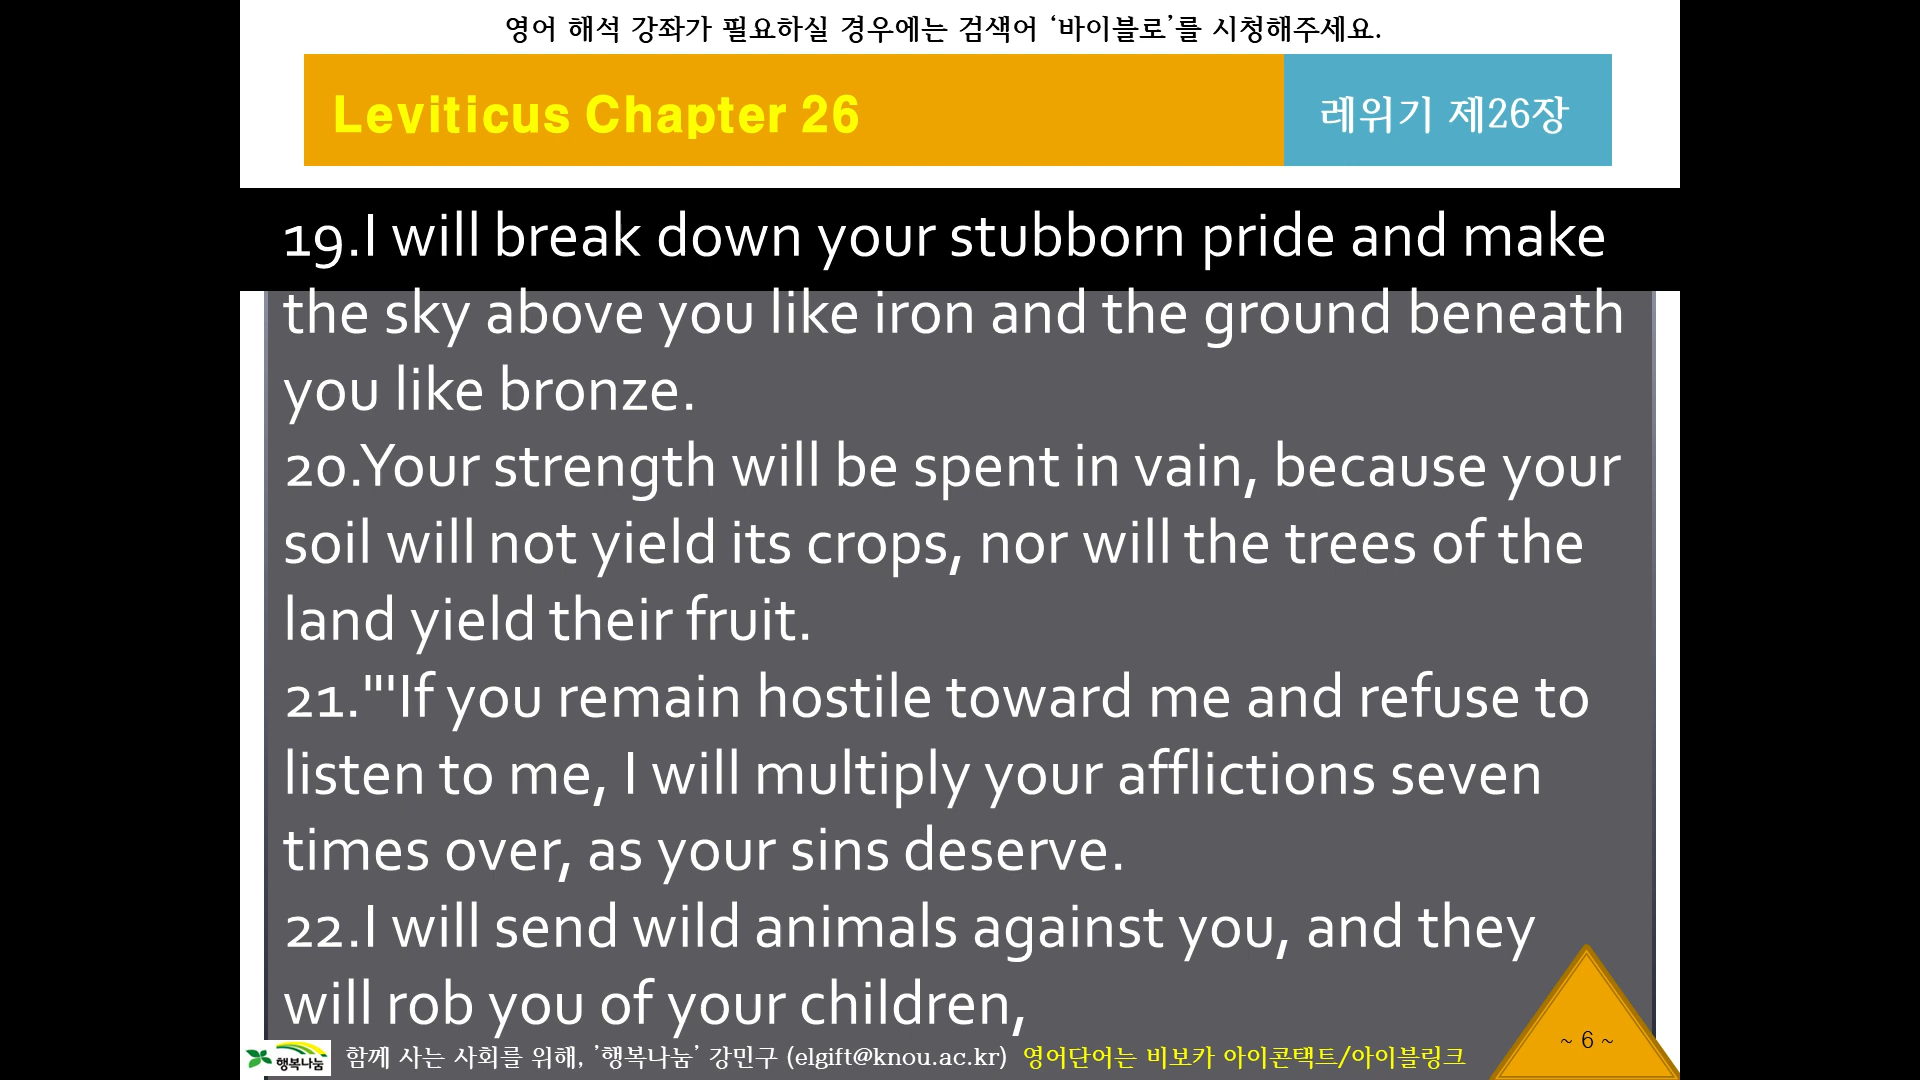 영어 해석 강좌가 필요하실 경우에는 검색어 ‘바이블로’를 시청해주세요.
Leviticus Chapter 26
레위기 제26장
19.I will break down your stubborn pride and make
the sky above you like iron and the ground beneath
you like bronze.
20.Your strength will be spent in vain, because your
soil will not yield its crops, nor will the trees of the
land yield their fruit.
21."'If you remain hostile toward me and refuse to
listen to me, I will multiply your afflictions seven
times over, as your sins deserve.
22.I will send wild animals against you, and they
will rob you of your children,
~ 6 ~
행복나눔
함께 사는 사회를 위해, ’행복나눔’ 강민구 (elgift@knou.ac.kr) 영어단어는 비보카 아이콘택트/아이블링크